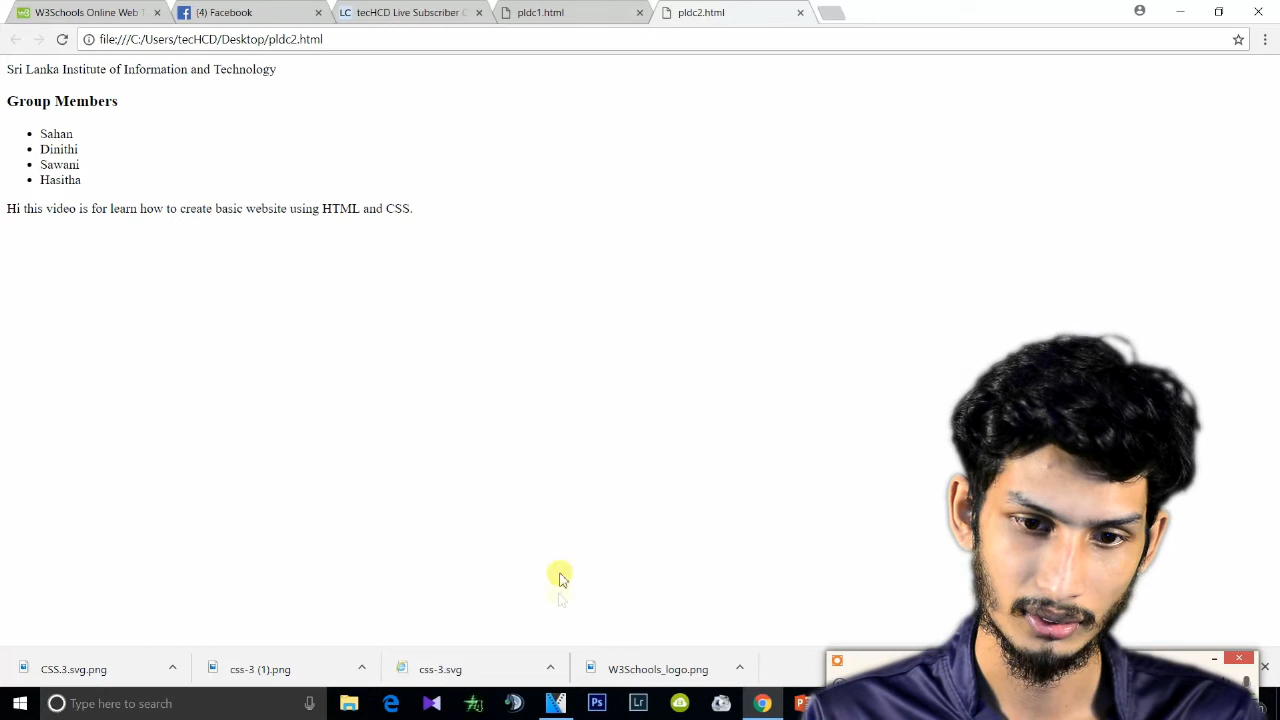 W3Schools Online Web T
(4) Facebook
tecHCD Live Subscriber C
pldc1.html
pldc2.html
file:///C:/Users/tecHCD/Desktop/pldc2.html
Sri Lanka Institute of Information and Technology
Group Members
• Sahan
• Dinithi
• Sawani
• Hasitha
Hi this video is for learn how to create basic website using HTML and CSS.
CSS.3.svg.png
css-3 (1).png
css-3.svg
W3Schools_logo.png
Type here to search